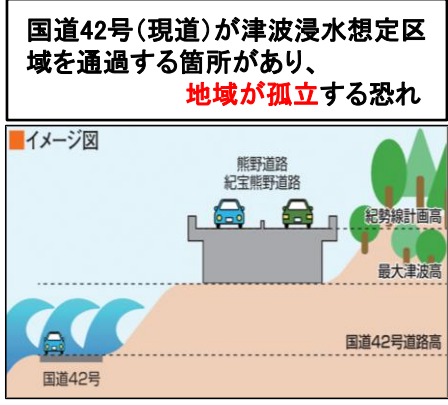 国道42号（現道）が津波浸水想定区
域を通過する箇所があり、
地域が孤立する恐れ
■イメージ図
熊野道路
紀宝熊野道路
紀勢線計画高
最大津波高
国道42号道路高
国道42号